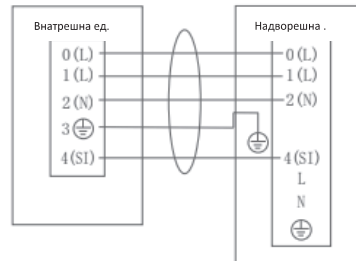 Внатрешна ед.
0(L)
1(L)
2(N)
3
4(SI)
Надворешна .
0(L)
1(L)
2(N)
4(SI)
L
N